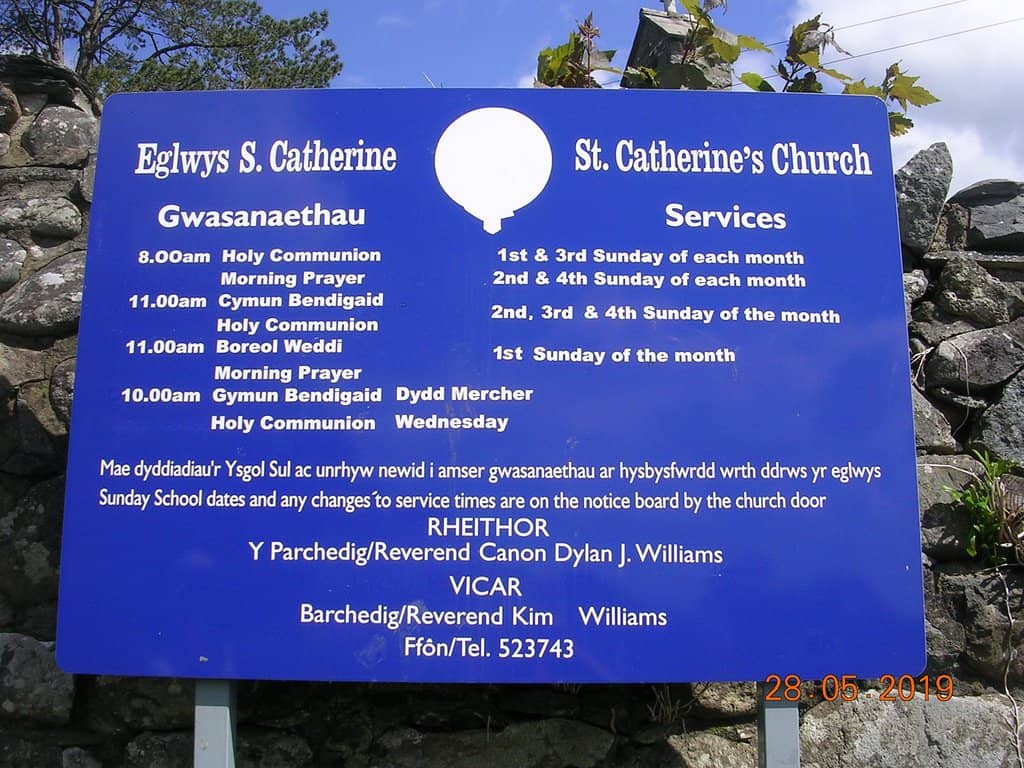 Eglwys S. Catherine St. Catherine's Church
Gwasanaethau Services
8.00am Holy Communion 1st & 3rd Sunday of each month
Morning Prayer 2nd & 4th Sunday of each month
11.00am Cymun Bendigaid
Holy Communion 2nd, 3rd & 4th Sunday of the month
11.00am Boreol Weddi 1st Sunday of the month
Morning Prayer
10.00am Gymun Bendigaid Dydd Mercher
Holy Communion Wednesday
Mae dyddiadiau'r Ysgol Sul ac unrhyw newid i amser gwasanaethau ar hysbysfwrdd wrth ddrws yr eglwys
Sunday School dates and any changes to service times are on the notice board by the church door
RHEITHOR
Y Parchedig/Reverend Canon Dylan J. Williams
VICAR
Barchedig/Reverend Kim Williams
Ffôn/Tel. 523743
28 05 2019